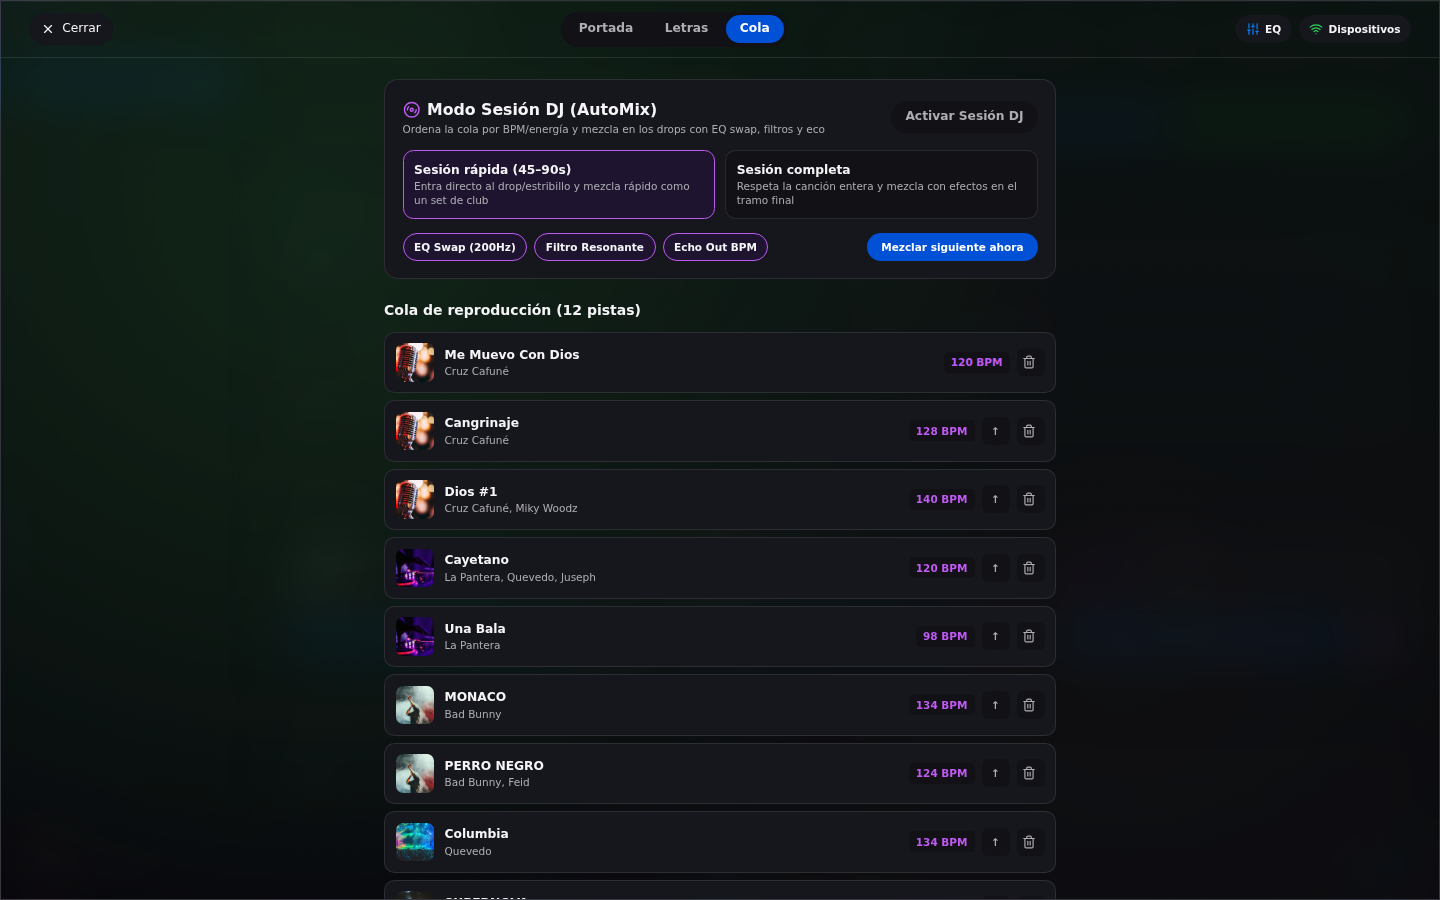 Cerrar
Portada
Letras
Cola
EQ
Dispositivos
Modo Sesión DJ (AutoMix)
Ordena la cola por BPM/energía y mezcla en los drops con EQ swap, filtros y eco
Activar Sesión DJ
Sesión rápida (45–90s)
Entra directo al drop/estribillo y mezcla rápido como
un set de club
Sesión completa
Respeta la canción entera y mezcla con efectos en el
tramo final
EQ Swap (200Hz)
Filtro Resonante
Echo Out BPM
Mezclar siguiente ahora
Cola de reproducción (12 pistas)
Me Muevo Con Dios
Cruz Cafuné
120 BPM
Cangrinaje
Cruz Cafuné
128 BPM
↑
Dios #1
Cruz Cafuné, Miky Woodz
140 BPM
↑
Cayetano
La Pantera, Quevedo, Juseph
120 BPM
↑
Una Bala
La Pantera
98 BPM
↑
MONACO
Bad Bunny
134 BPM
↑
PERRO NEGRO
Bad Bunny, Feid
124 BPM
↑
Columbia
Quevedo
134 BPM
↑